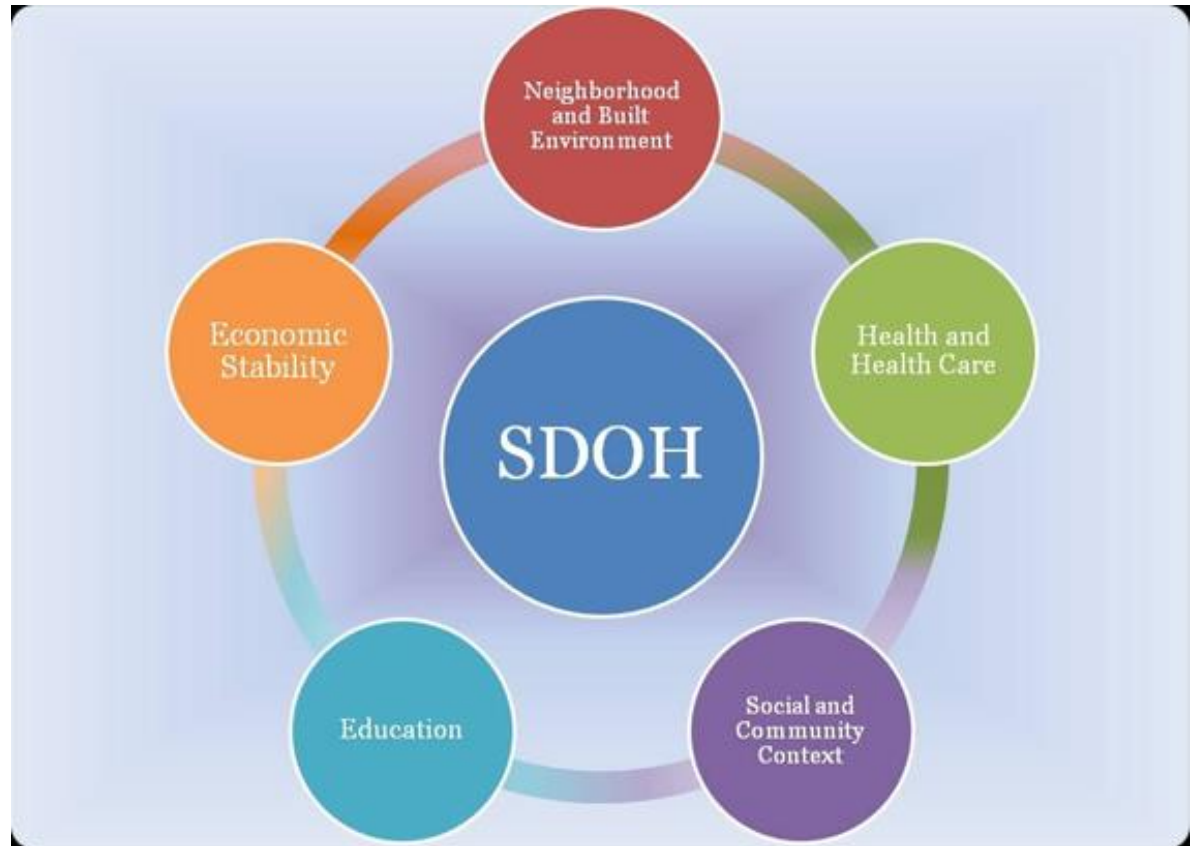 Neighborhood
and Built
Environment
Economic
Stability
Health and
Health Care
SDOH
Education
Social and
Community
Context